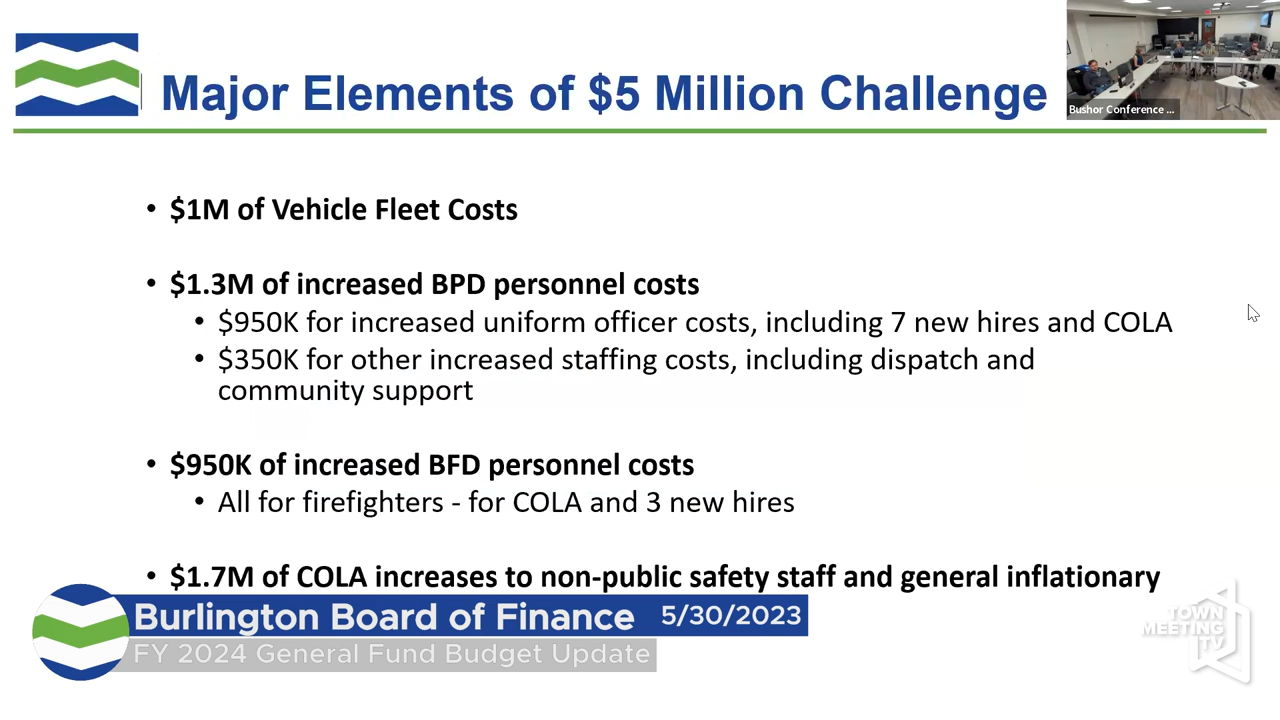 Major Elements of $5 Million Challenge
Bushor Conference ...
• $1M of Vehicle Fleet Costs
• $1.3M of increased BPD personnel costs
• $950K for increased uniform officer costs, including 7 new hires and COLA
• $350K for other increased staffing costs, including dispatch and
community support
• $950K of increased BFD personnel costs
• All for firefighters - for COLA and 3 new hires
• $1.7M of COLA increases to non-public safety staff and general inflationary
Burlington Board of Finance 5/30/2023
FY 2024 General Fund Budget Update
TOWN
MEETING
TV